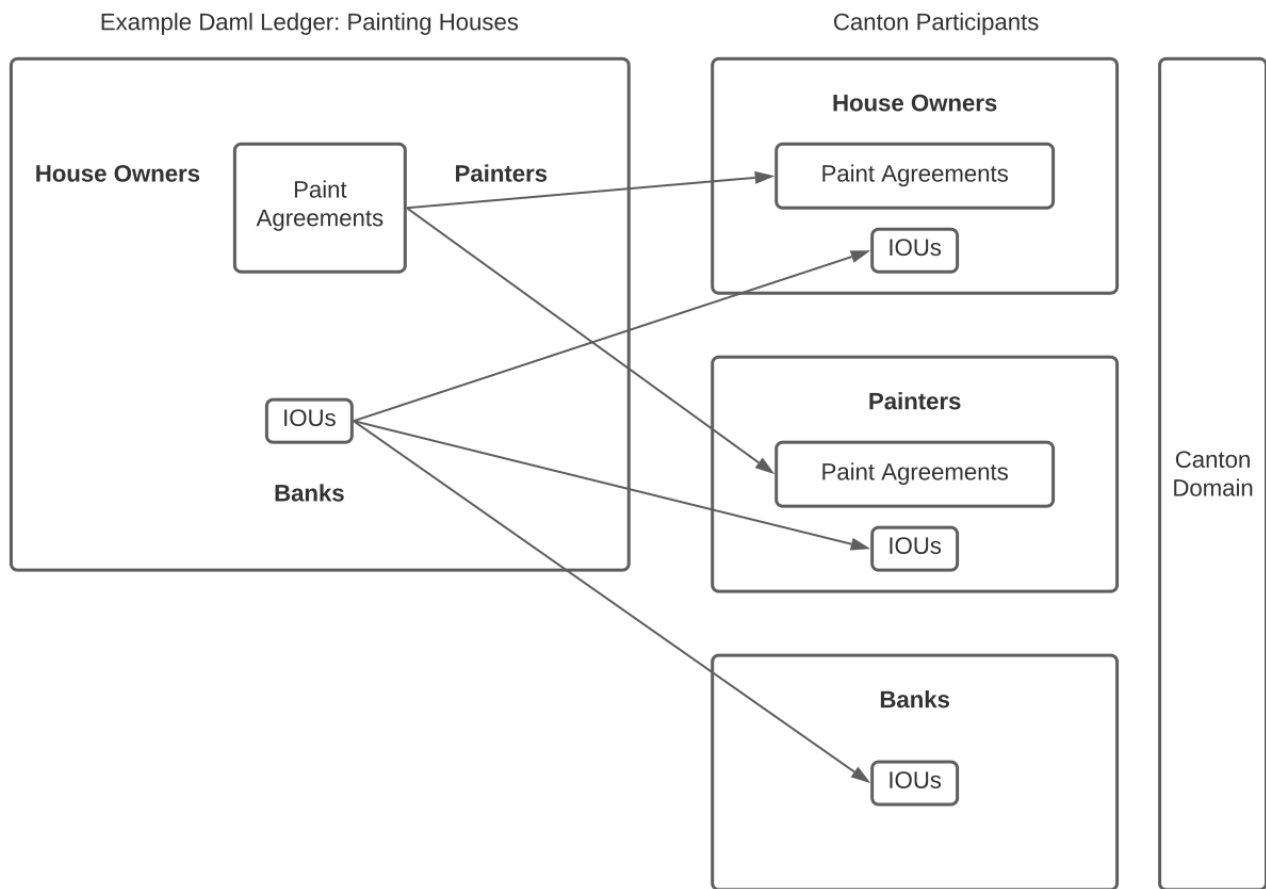 Example Daml Ledger: Painting Houses
House Owners
Paint
Agreements
Painters
IOUs
Banks
Canton Participants
House Owners
Paint Agreements
IOUs
Painters
Paint Agreements
IOUs
Banks
IOUs
Canton
Domain